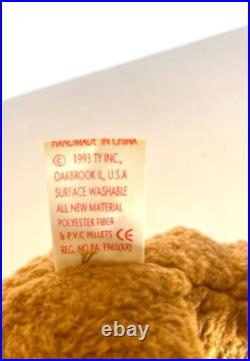 HANDMADE IN CHINA
© 1993 TY INC.,
OAKBROOK IL, U.S.A
SURFACE WASHABLE
ALL NEW MATERIAL
POLYESTER FIBER
& P.V.C PELLETS CE
REG. NO PA. 1965(KR)